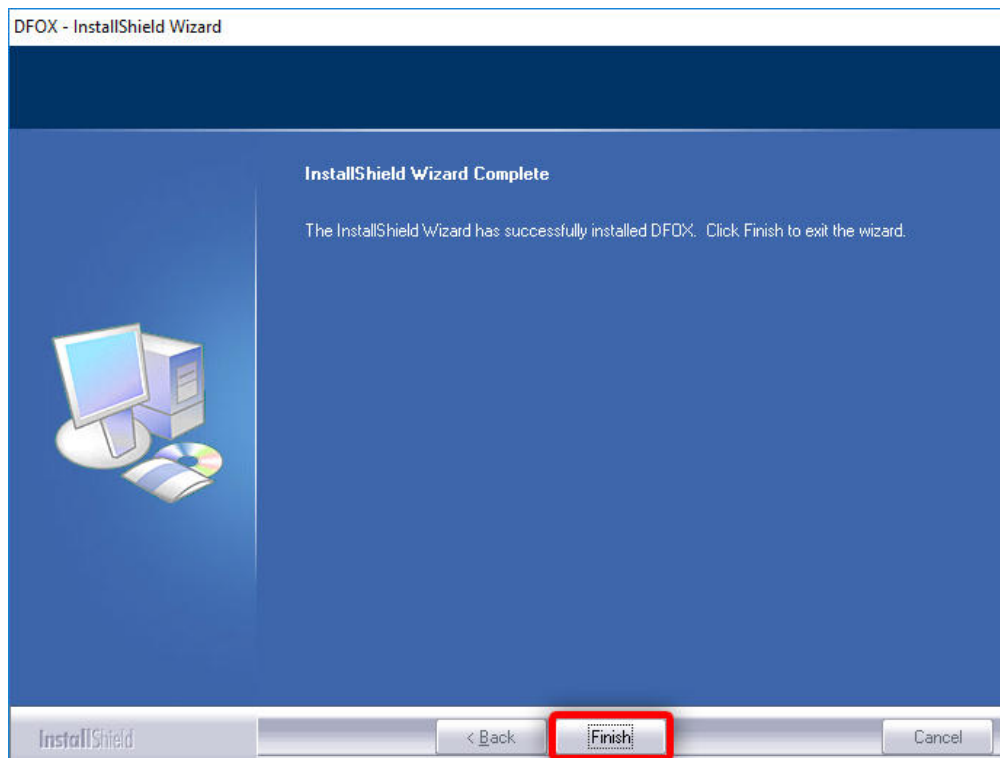 DFOX - InstallShield Wizard
InstallShield Wizard Complete
The InstallShield Wizard has successfully installed DFOX. Click Finish to exit the wizard.
InstallShield
< Back
Finish
Cancel